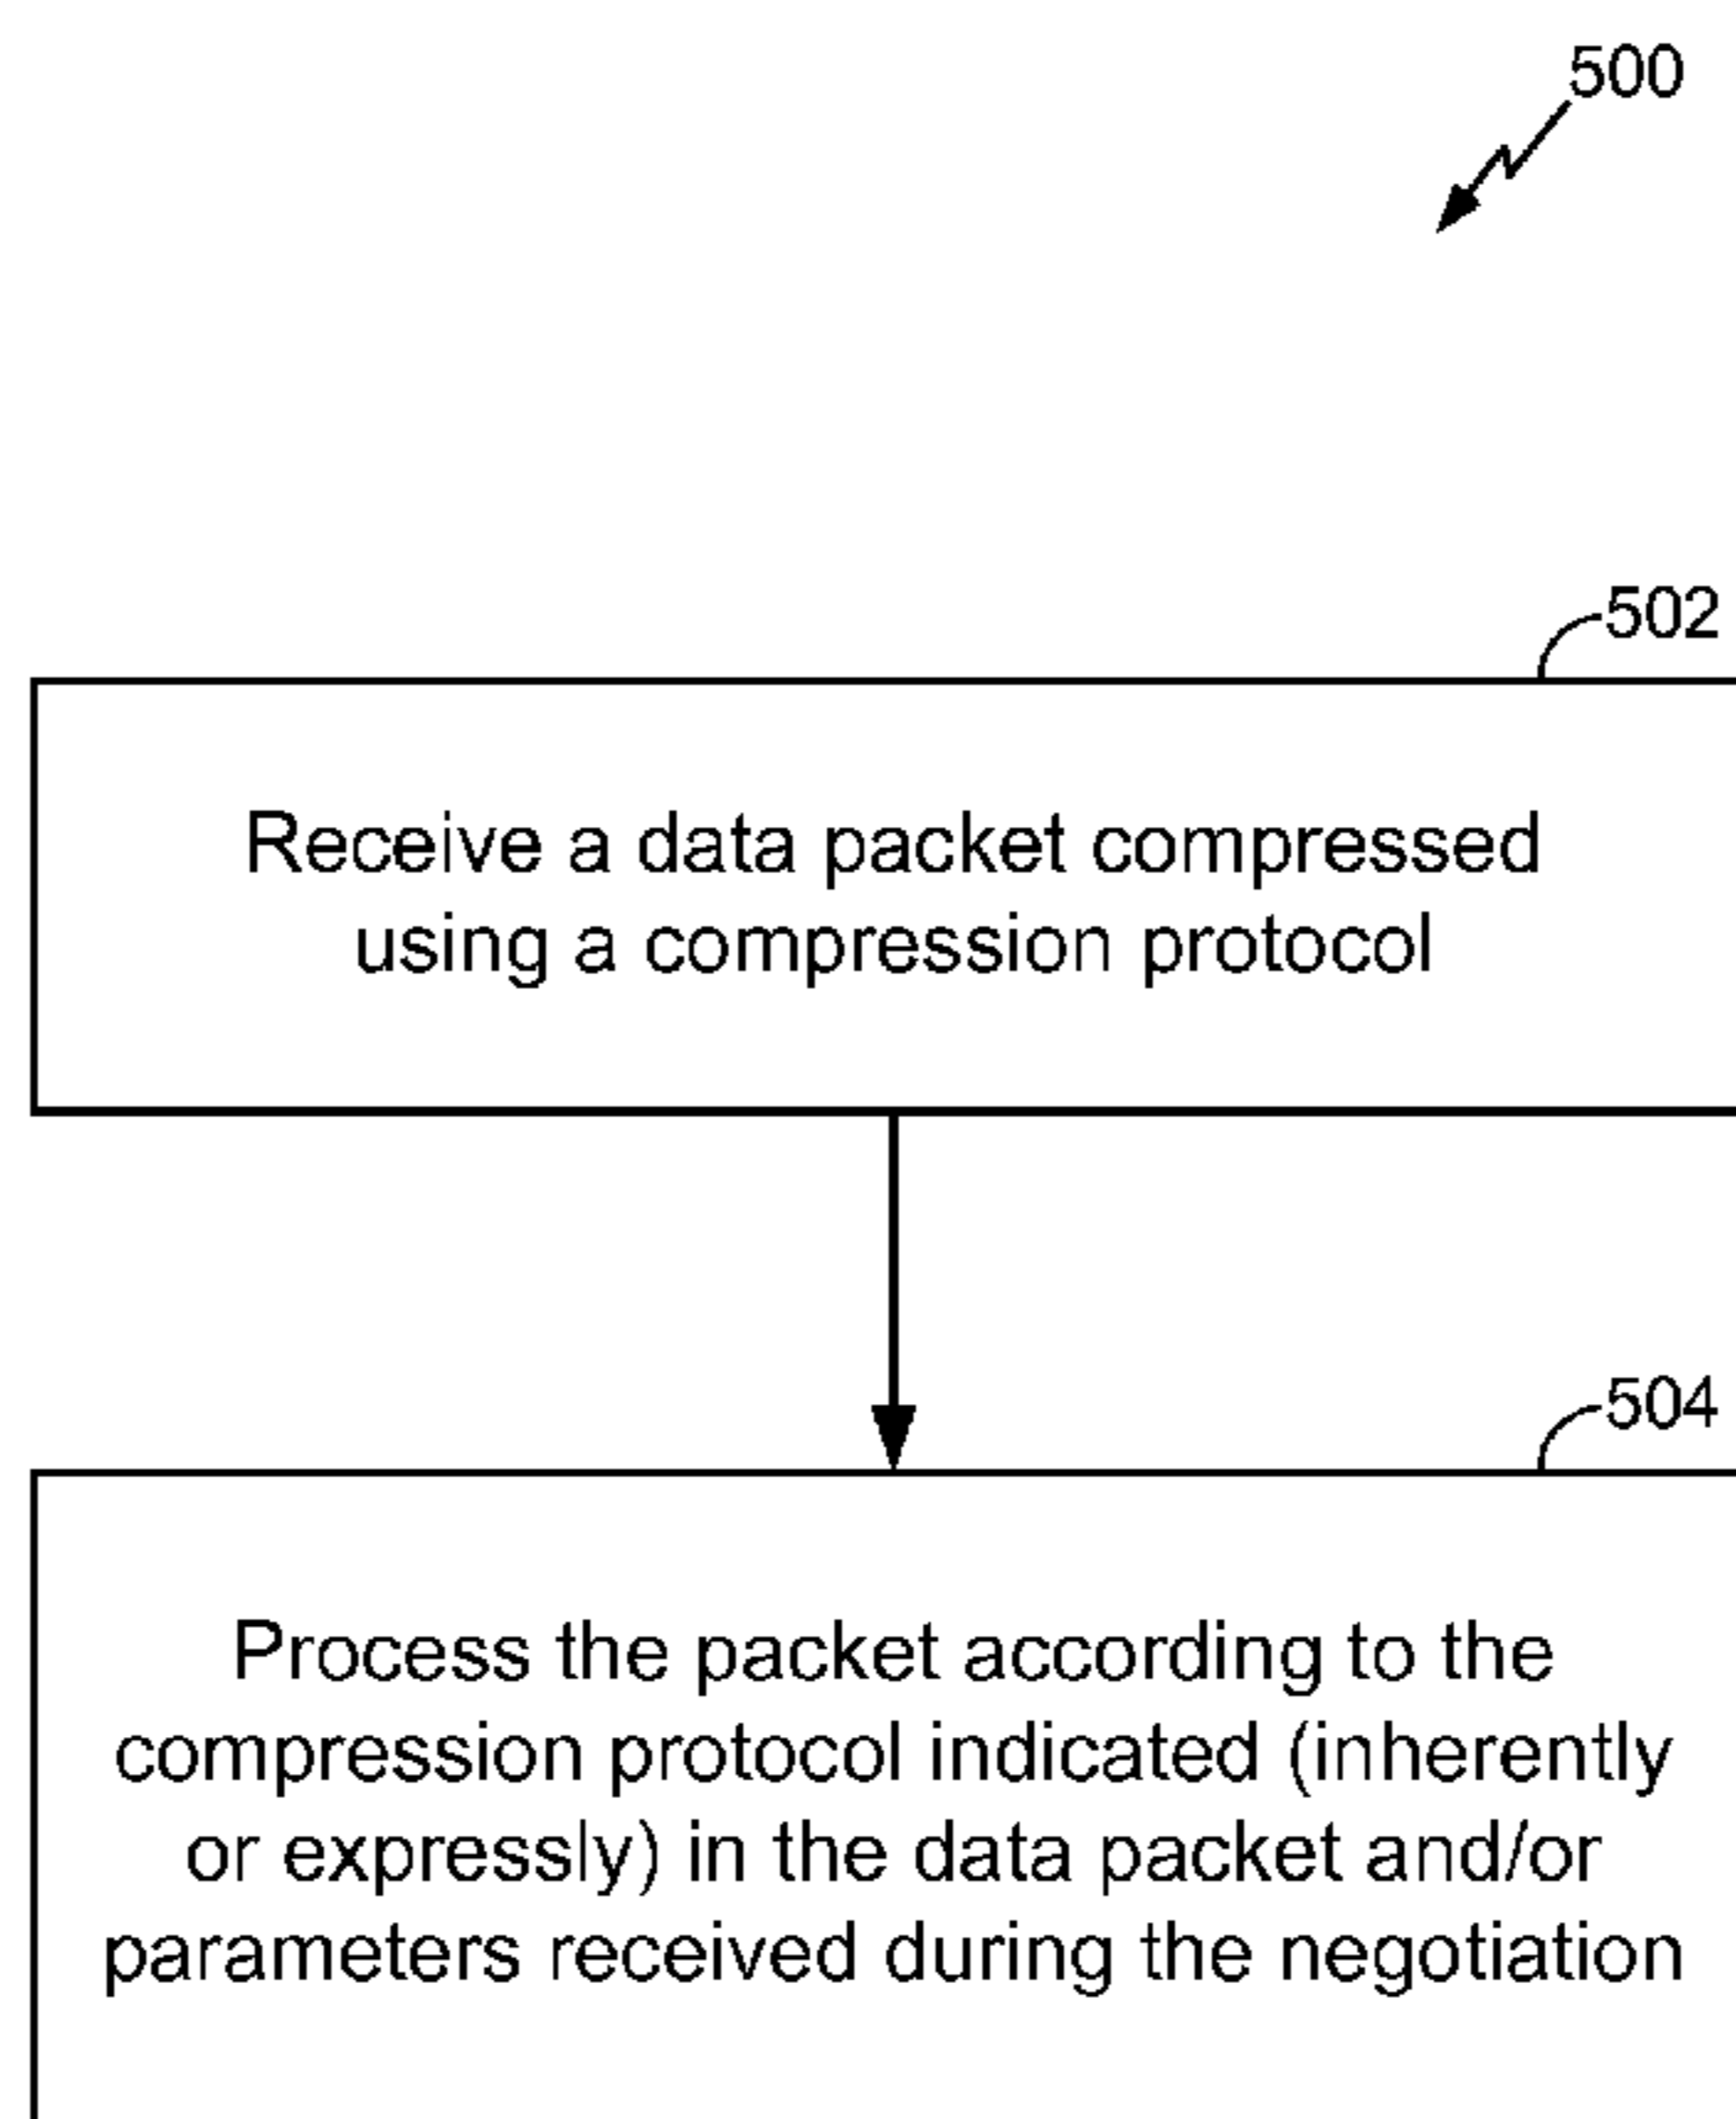 500
502
Receive a data packet compressed
using a compression protocol
504
Process the packet according to the
compression protocol indicated (inherently
or expressly) in the data packet and/or
parameters received during the negotiation